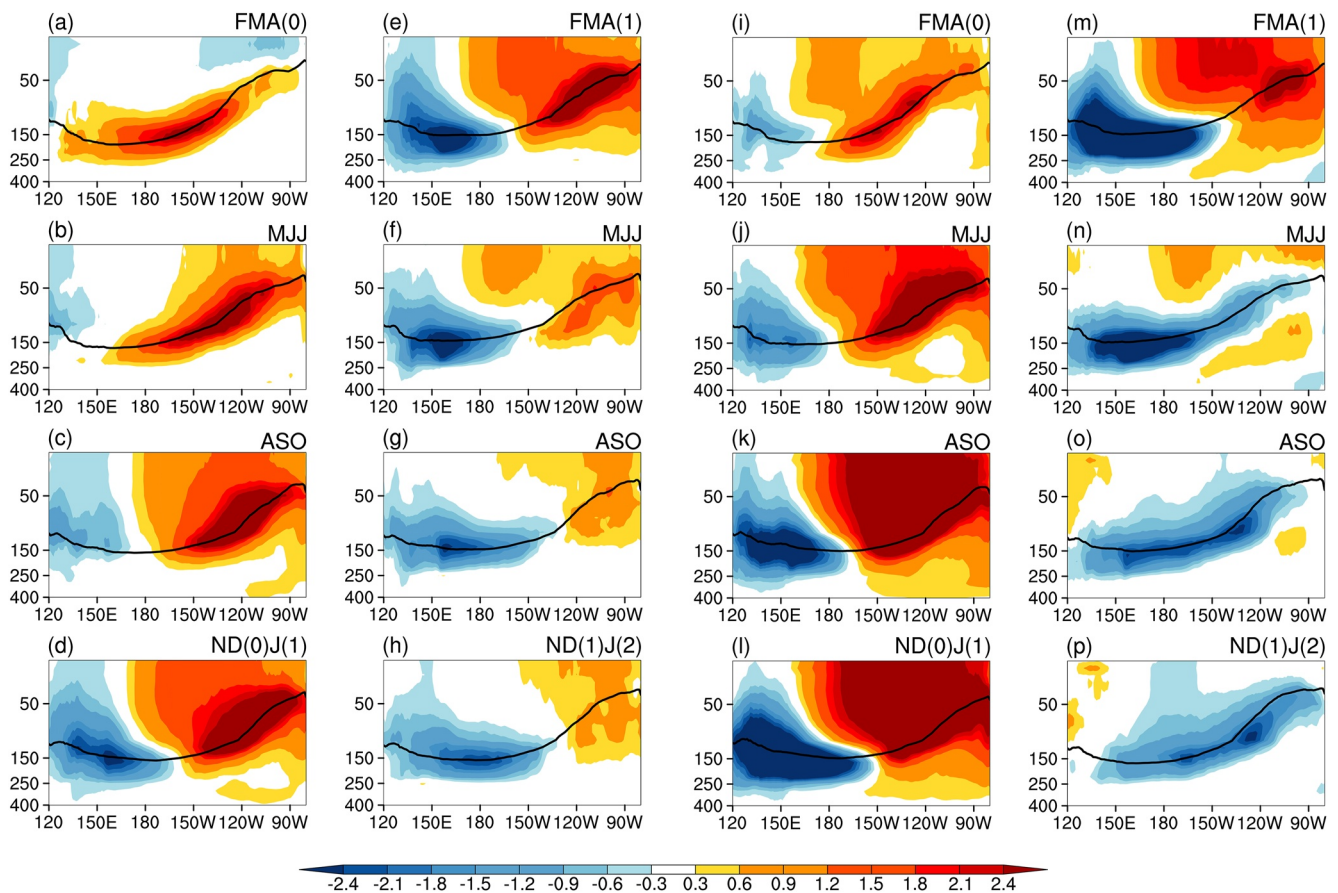 (a) FMA(0) (e) FMA(1) (i) FMA(0) (m) FMA(1)
50 50 50 50
150 150 150 150
250 250 250 250
400 400 400 400
120 150E 180 150W 120W 90W 120 150E 180 150W 120W 90W 120 150E 180 150W 120W 90W 120 150E 180 150W 120W 90W
(b) MJJ (f) MJJ (j) MJJ (n) MJJ
50 50 50 50
150 150 150 150
250 250 250 250
400 400 400 400
120 150E 180 150W 120W 90W 120 150E 180 150W 120W 90W 120 150E 180 150W 120W 90W 120 150E 180 150W 120W 90W
(c) ASO (g) ASO (k) ASO (o) ASO
50 50 50 50
150 150 150 150
250 250 250 250
400 400 400 400
120 150E 180 150W 120W 90W 120 150E 180 150W 120W 90W 120 150E 180 150W 120W 90W 120 150E 180 150W 120W 90W
(d) ND(0)J(1) (h) ND(1)J(2) (l) ND(0)J(1) (p) ND(1)J(2)
50 50 50 50
150 150 150 150
250 250 250 250
400 400 400 400
120 150E 180 150W 120W 90W 120 150E 180 150W 120W 90W 120 150E 180 150W 120W 90W 120 150E 180 150W 120W 90W
-2.4 -2.1 -1.8 -1.5 -1.2 -0.9 -0.6 -0.3 0.3 0.6 0.9 1.2 1.5 1.8 2.1 2.4